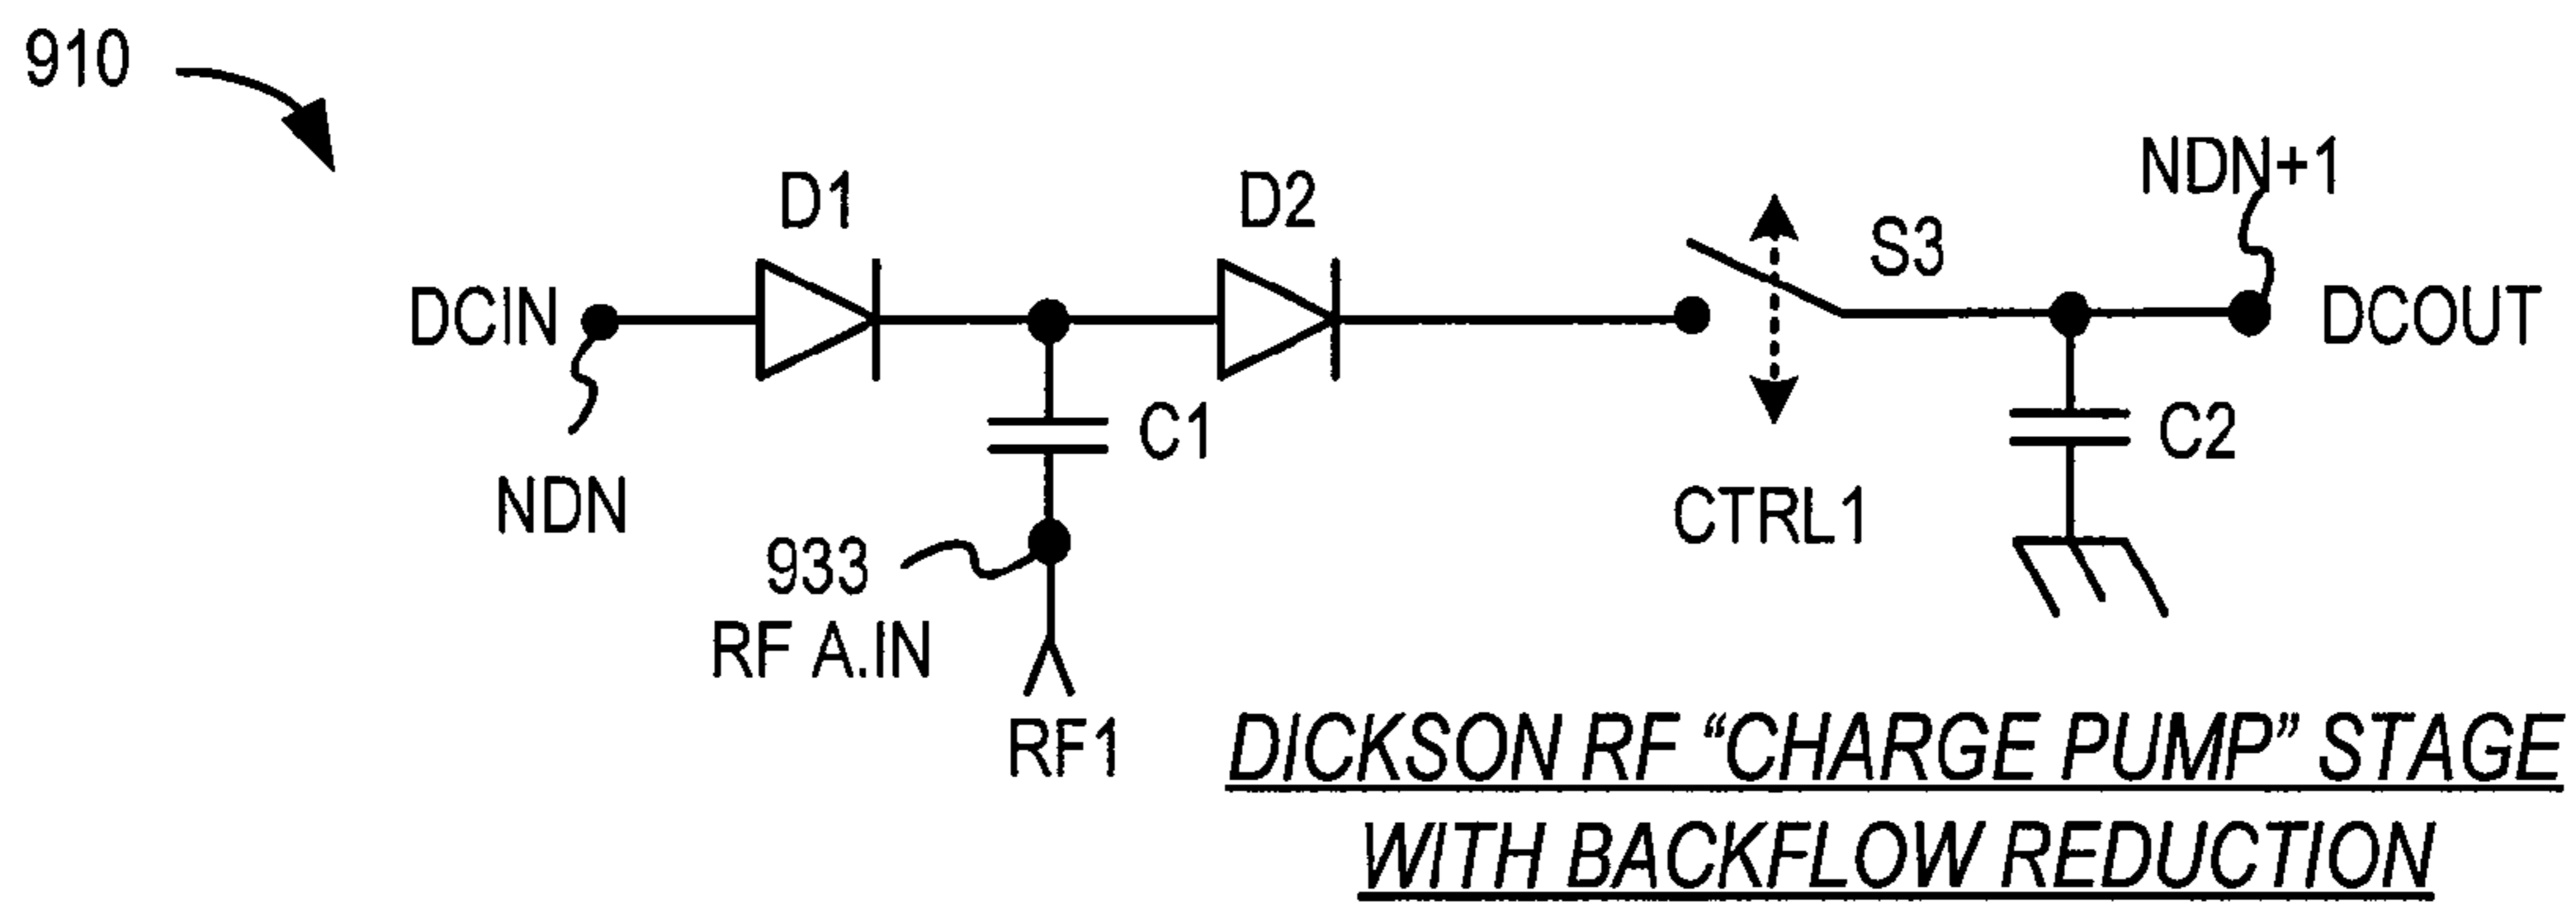 910
D1
D2
NDN+1
S3
DCIN
DCOUT
C1
C2
NDN
CTRL1
933
RF A.IN
RF1
DICKSON RF “CHARGE PUMP” STAGE
WITH BACKFLOW REDUCTION